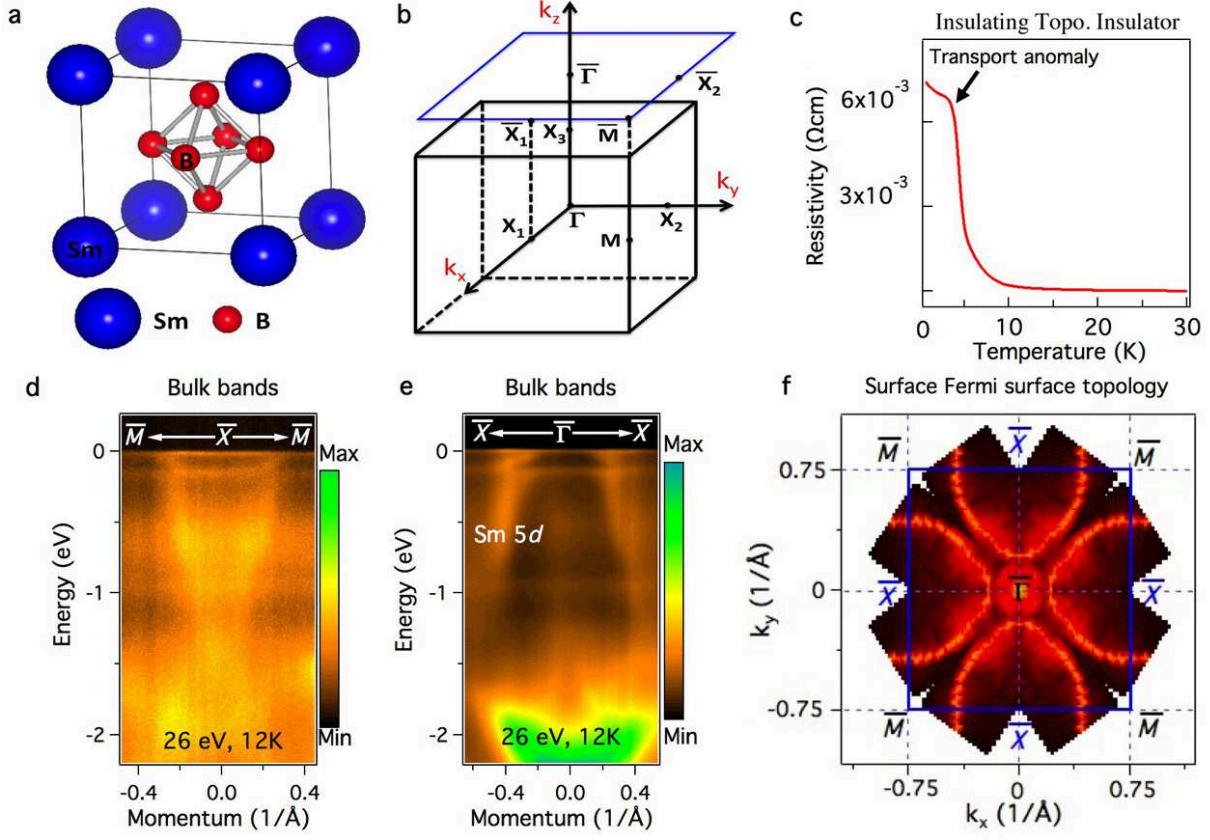 a
B
Sm
Sm
B
b
k_z
Γ̅
X̅₂
X̅₁
X₃
M̅
k_y
X₁
Γ
X₂
M
k_x
c
Insulating Topo. Insulator
Transport anomaly
6x10⁻³
3x10⁻³
Resistivity (Ωcm)
0
10
20
30
Temperature (K)
d
Bulk bands
M̅
X̅
M̅
Max
0
-1
-2
Energy (eV)
26 eV, 12K
Min
-0.4
0.0
0.4
Momentum (1/Å)
e
Bulk bands
X̅
Γ̅
X̅
Max
0
Sm 5d
-1
-2
Energy (eV)
26 eV, 12K
Min
-0.4
0.0
0.4
Momentum (1/Å)
f
Surface Fermi surface topology
M̅
X̅
M̅
0.75
X̅
Γ̅
X̅
0
-0.75
M̅
X̅
M̅
k_y (1/Å)
-0.75
0
0.75
k_x (1/Å)